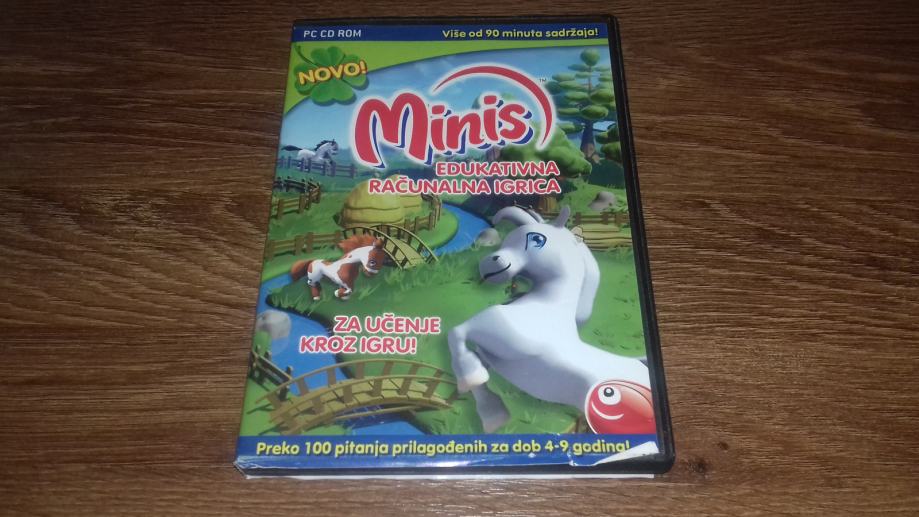 PC CD ROM
Više od 90 minuta sadržaja!
NOVO!
Minis™
EDUKATIVNA
RAČUNALNA IGRICA
ZA UČENJE
KROZ IGRU!
Preko 100 pitanja prilagođenih za dob 4-9 godina!